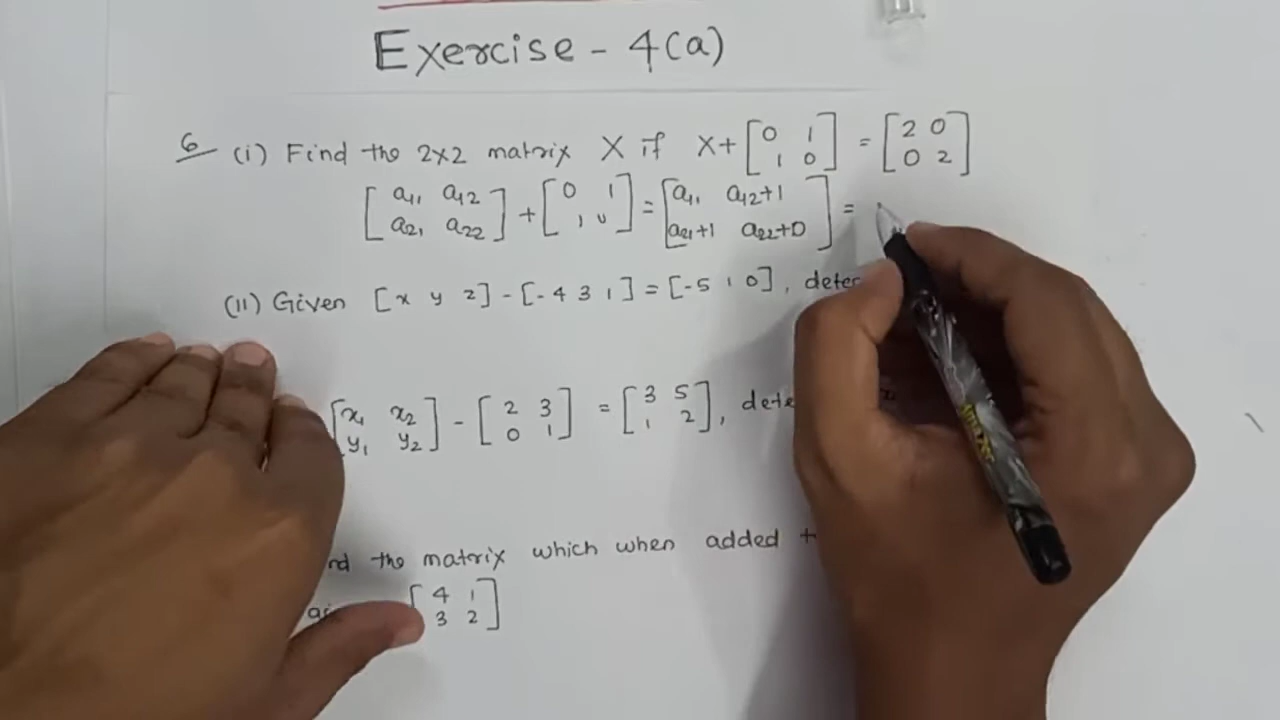 Exercise - 4(a)
6 (i) Find the 2x2 matrix X if X+ [0 1 = [2 0
1 0] 0 2]
[a11 a12 + [0 1 = [a11 a12+1 =
a21 a22] 1 0] a21+1 a22+0]
(ii) Given [x y z] - [-4 3 1] = [-5 1 0],
[x1 x2 - [2 3 = [3 5
y1 y2] 0 1] 1 2],
the matrix which when added
[4 1
3 2]